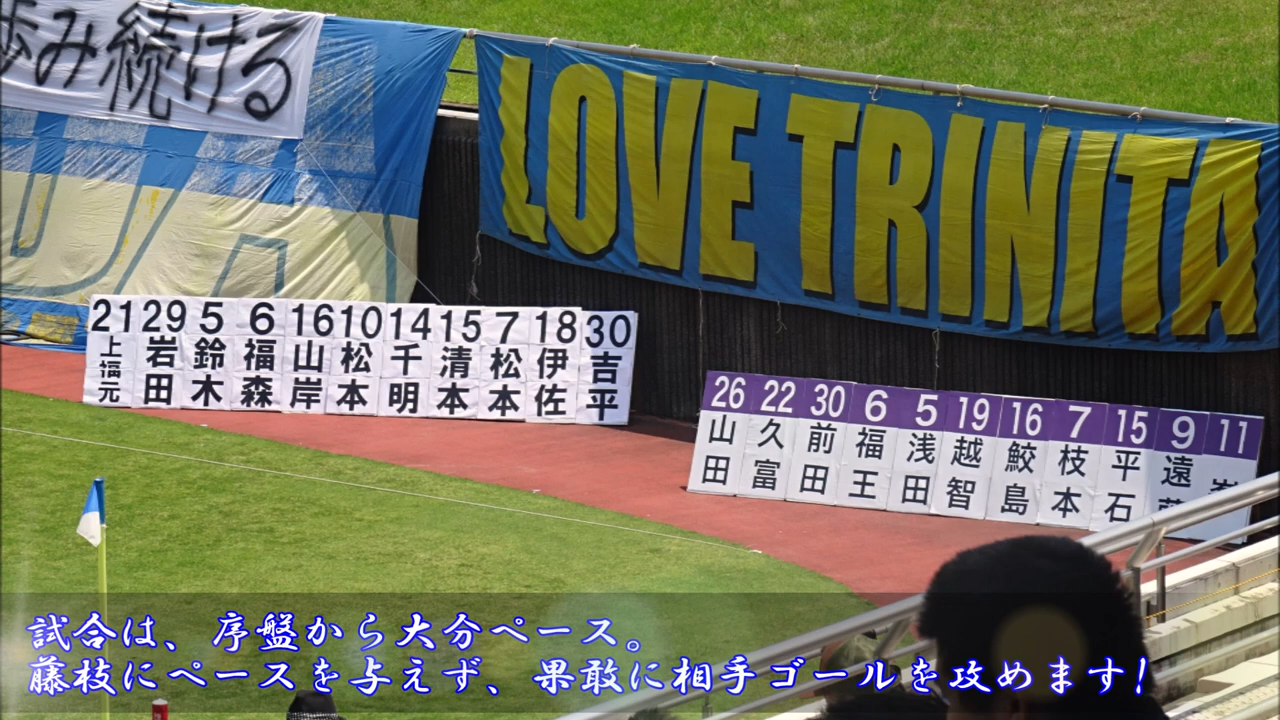 歩み続ける
LOVE TRINITA
21 29 5 6 16 10 14 15 7 18 30
上福元 岩田 鈴木 福森 山岸 松本 千明 清本 松本 伊佐 吉平
26 22 30 6 5 19 16 7 15 9 11
山田 久富 前田 福王 浅田 越智 鮫島 枝本 平石 遠
試合は、序盤から大分ペース。
藤枝にペースを与えず、果敢に相手ゴールを攻めます!